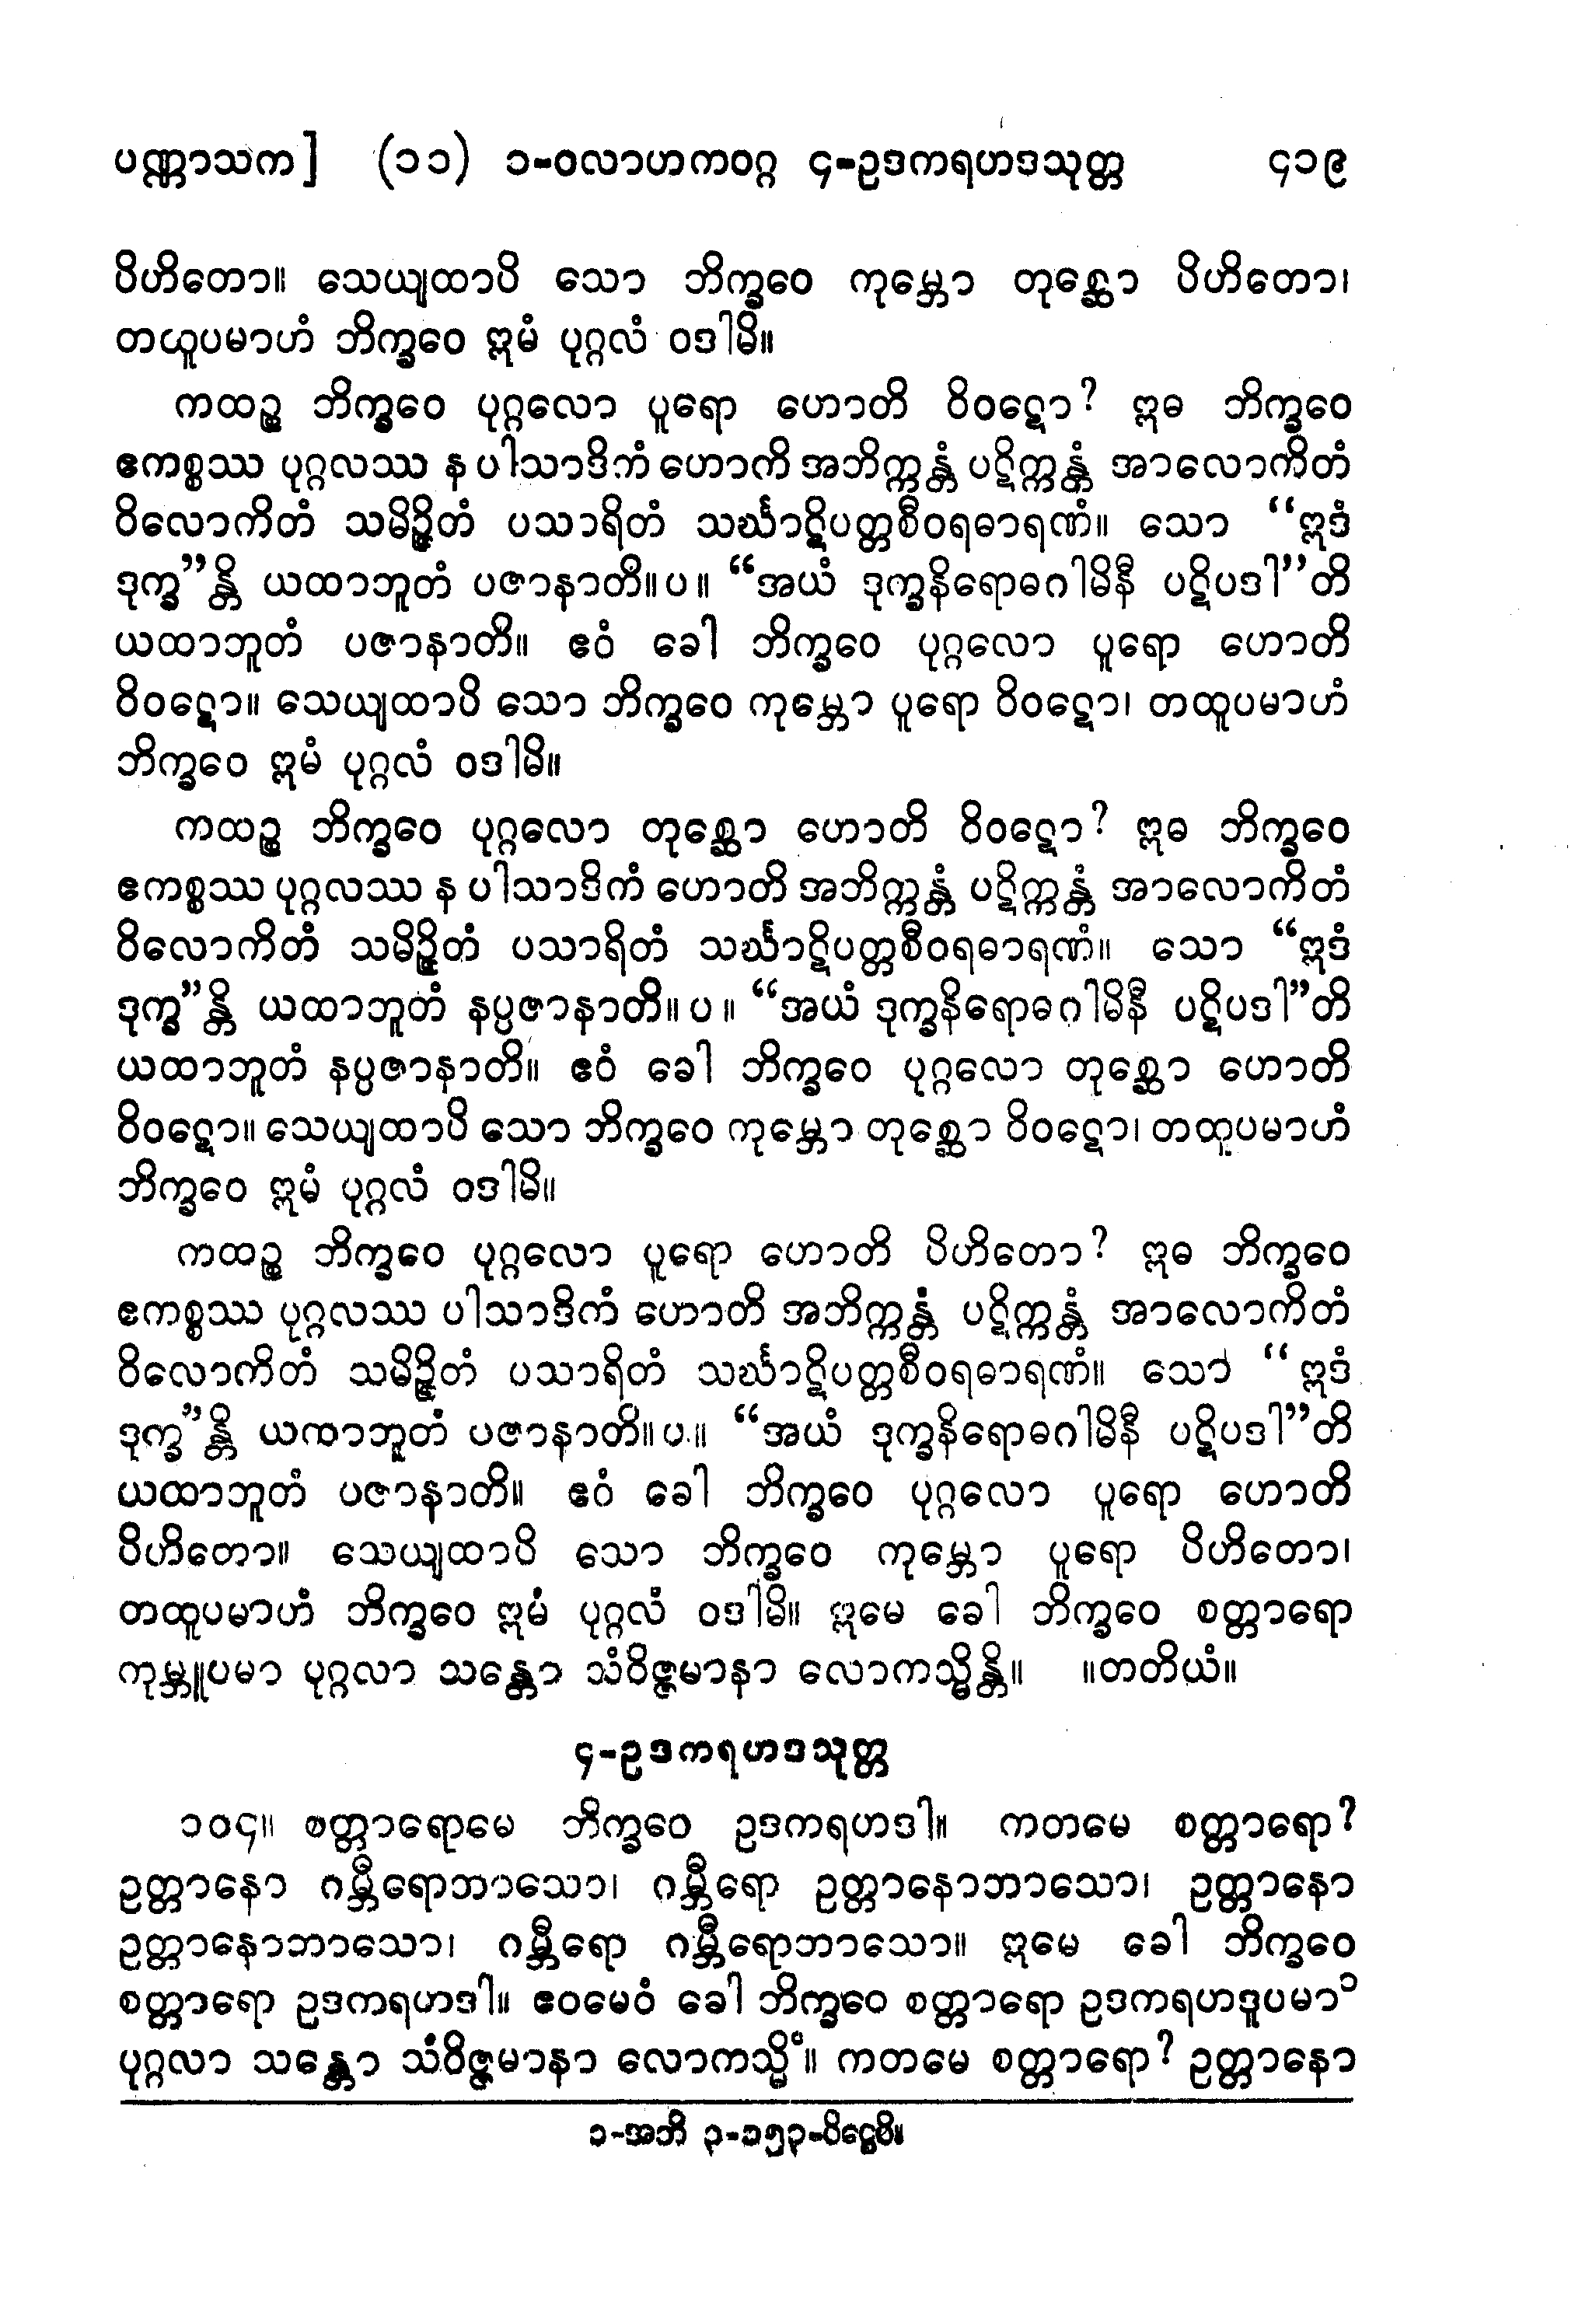 ပဏ္ဏာသက] (၁၁) ၁-ဝလာဟကဝဂ္ဂ ၄-ဥဒကရဟဒသုတ္တ ၄၁၉
ပိဟိတော။ သေယျထာပိ သော ဘိက္ခဝေ ကုမ္ဘော တုစ္ဆော ပိဟိတော၊
တထူပမာဟံ ဘိက္ခဝေ ဣမံ ပုဂ္ဂလံ ဝဒါမိ။
ကထဉ္စ ဘိက္ခဝေ ပုဂ္ဂလော ပူရော ဟောတိ ဝိဝဋော? ဣဓ ဘိက္ခဝေ
ဧကစ္စဿ ပုဂ္ဂလဿ န ပါသာဒိကံ ဟောတိ အဘိက္ကန္တံ ပဋိက္ကန္တံ အာလောကိတံ
ဝိလောကိတံ သမိဉ္ဇိတံ ပသာရိတံ သင်္ဃာဋိပတ္တစီဝရဓာရဏံ။ သော “ဣဒံ
ဒုက္ခ”န္တိ ယထာဘူတံ ပဇာနာတိ။ပ။ “အယံ ဒုက္ခနိရောဓဂါမိနီ ပဋိပဒါ”တိ
ယထာဘူတံ ပဇာနာတိ။ ဧဝံ ခေါ ဘိက္ခဝေ ပုဂ္ဂလော ပူရော ဟောတိ
ဝိဝဋော။ သေယျထာပိ သော ဘိက္ခဝေ ကုမ္ဘော ပူရော ဝိဝဋော၊ တထူပမာဟံ
ဘိက္ခဝေ ဣမံ ပုဂ္ဂလံ ဝဒါမိ။
ကထဉ္စ ဘိက္ခဝေ ပုဂ္ဂလော တုစ္ဆော ဟောတိ ဝိဝဋော? ဣဓ ဘိက္ခဝေ
ဧကစ္စဿ ပုဂ္ဂလဿ န ပါသာဒိကံ ဟောတိ အဘိက္ကန္တံ ပဋိက္ကန္တံ အာလောကိတံ
ဝိလောကိတံ သမိဉ္ဇိတံ ပသာရိတံ သင်္ဃာဋိပတ္တစီဝရဓာရဏံ။ သော “ဣဒံ
ဒုက္ခ”န္တိ ယထာဘူတံ နပ္ပဇာနာတိ။ပ။ “အယံ ဒုက္ခနိရောဓဂါမိနီ ပဋိပဒါ”တိ
ယထာဘူတံ နပ္ပဇာနာတိ။ ဧဝံ ခေါ ဘိက္ခဝေ ပုဂ္ဂလော တုစ္ဆော ဟောတိ
ဝိဝဋော။ သေယျထာပိ သော ဘိက္ခဝေ ကုမ္ဘော တုစ္ဆော ဝိဝဋော၊ တထူပမာဟံ
ဘိက္ခဝေ ဣမံ ပုဂ္ဂလံ ဝဒါမိ။
ကထဉ္စ ဘိက္ခဝေ ပုဂ္ဂလော ပူရော ဟောတိ ပိဟိတော? ဣဓ ဘိက္ခဝေ
ဧကစ္စဿ ပုဂ္ဂလဿ ပါသာဒိကံ ဟောတိ အဘိက္ကန္တံ ပဋိက္ကန္တံ အာလောကိတံ
ဝိလောကိတံ သမိဉ္ဇိတံ ပသာရိတံ သင်္ဃာဋိပတ္တစီဝရဓာရဏံ။ သော “ဣဒံ
ဒုက္ခ”န္တိ ယထာဘူတံ ပဇာနာတိ။ပ။ “အယံ ဒုက္ခနိရောဓဂါမိနီ ပဋိပဒါ”တိ
ယထာဘူတံ ပဇာနာတိ။ ဧဝံ ခေါ ဘိက္ခဝေ ပုဂ္ဂလော ပူရော ဟောတိ
ပိဟိတော။ သေယျထာပိ သော ဘိက္ခဝေ ကုမ္ဘော ပူရော ပိဟိတော၊
တထူပမာဟံ ဘိက္ခဝေ ဣမံ ပုဂ္ဂလံ ဝဒါမိ။ ဣမေ ခေါ ဘိက္ခဝေ စတ္တာရော
ကုမ္ဘူပမာ ပုဂ္ဂလာ သန္တော သံဝိဇ္ဇမာနာ လောကသ္မိန္တိ။ ။တတိယံ။
၄-ဥဒကရဟဒသုတ္တ
၁၀၄။ စတ္တာရောမေ ဘိက္ခဝေ ဥဒကရဟဒါ။ ကတမေ စတ္တာရော?
ဥတ္တာနော ဂမ္ဘီရောဘာသော၊ ဂမ္ဘီရော ဥတ္တာနောဘာသော၊ ဥတ္တာနော
ဥတ္တာနောဘာသော၊ ဂမ္ဘီရော ဂမ္ဘီရောဘာသော။ ဣမေ ခေါ ဘိက္ခဝေ
စတ္တာရော ဥဒကရဟဒါ။ ဧဝမေဝံ ခေါ ဘိက္ခဝေ စတ္တာရော ဥဒကရဟဒူပမာ၁
ပုဂ္ဂလာ သန္တော သံဝိဇ္ဇမာနာ လောကသ္မိံ။ ကတမေ စတ္တာရော? ဥတ္တာနော
၁-အဘိ ၃-၁၅၃-ပိဋ္ဌေပိ။